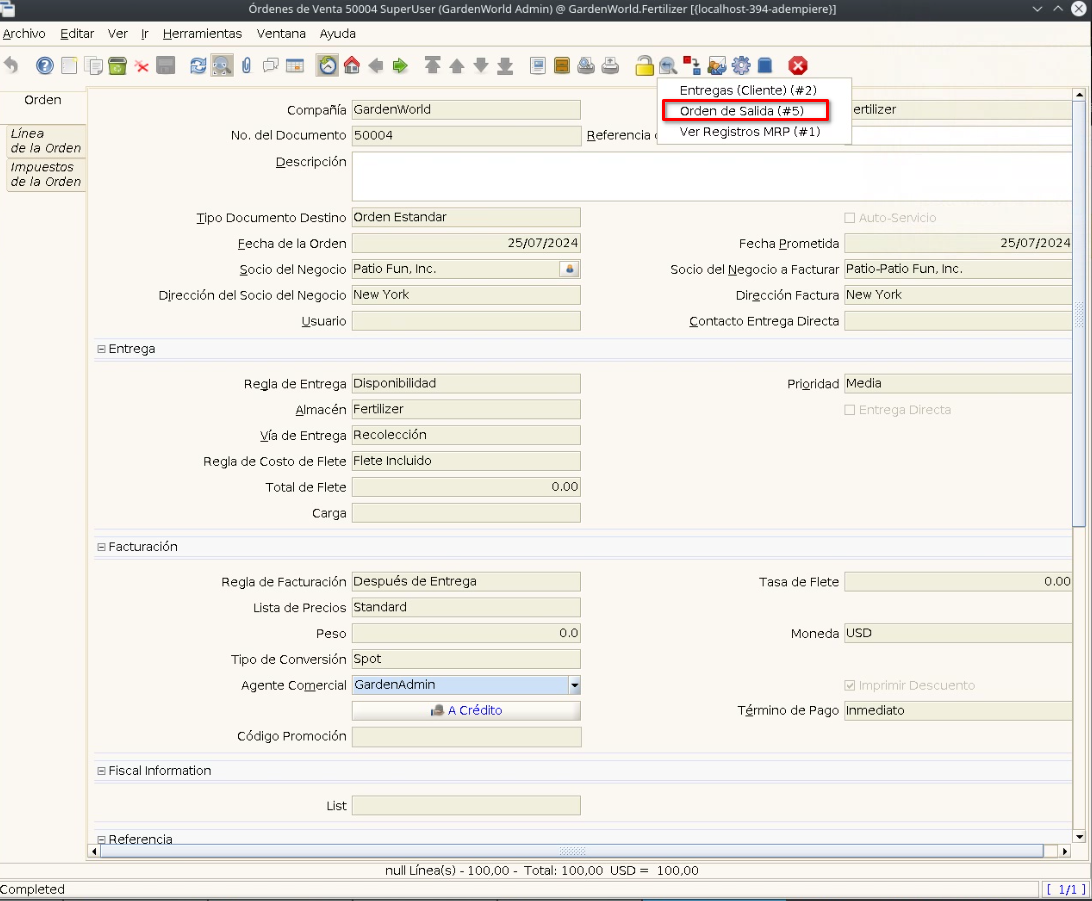 Órdenes de Venta 50004 SuperUser (GardenWorld Admin) @ GardenWorld.Fertilizer [{localhost-394-adempiere}]
Archivo Editar Ver Ir Herramientas Ventana Ayuda
Entregas (Cliente) (#2)
Orden de Salida (#5)
Ver Registros MRP (#1)
Orden
Línea
de la Orden
Impuestos
de la Orden
Compañía GardenWorld ertilizer
No. del Documento 50004 Referencia
Descripción
Tipo Documento Destino Orden Estandar Auto-Servicio
Fecha de la Orden 25/07/2024 Fecha Prometida 25/07/2024
Socio del Negocio Patio Fun, Inc. Socio del Negocio a Facturar Patio-Patio Fun, Inc.
Dirección del Socio del Negocio New York Dirección Factura New York
Usuario Contacto Entrega Directa
Entrega
Regla de Entrega Disponibilidad Prioridad Media
Almacén Fertilizer Entrega Directa
Vía de Entrega Recolección
Regla de Costo de Flete Flete Incluido
Total de Flete 0.00
Carga
Facturación
Regla de Facturación Después de Entrega Tasa de Flete 0.00
Lista de Precios Standard
Peso 0.0 Moneda USD
Tipo de Conversión Spot
Agente Comercial GardenAdmin Imprimir Descuento
A Crédito Término de Pago Inmediato
Código Promoción
Fiscal Information
List
Referencia
null Línea(s) - 100,00 - Total: 100,00 USD = 100,00
Completed [ 1/1 ]